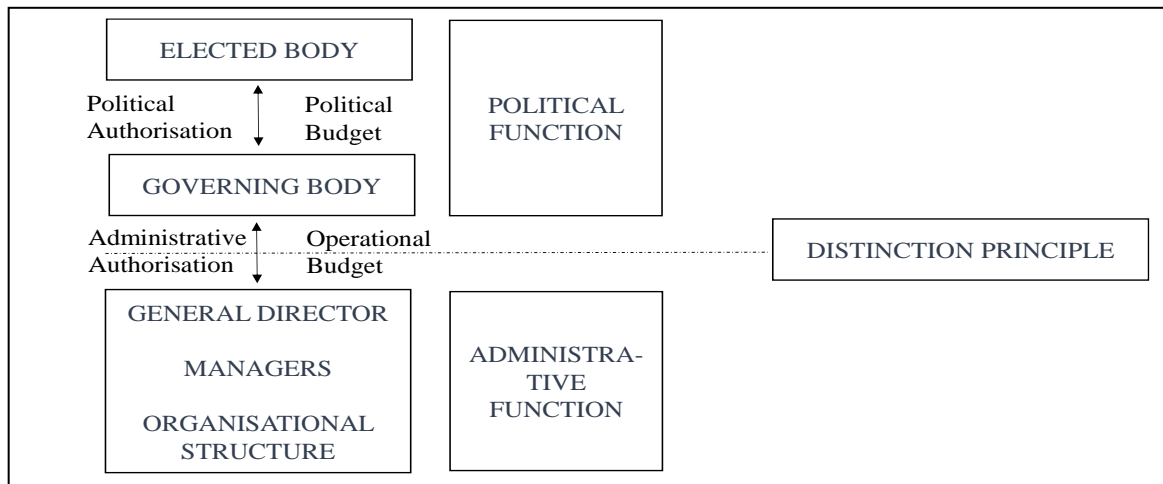 ELECTED BODY
Political
Authorisation
Political
Budget
POLITICAL
FUNCTION
GOVERNING BODY
Administrative
Authorisation
Operational
Budget
DISTINCTION PRINCIPLE
GENERAL DIRECTOR
MANAGERS
ORGANISATIONAL
STRUCTURE
ADMINISTRA-
TIVE
FUNCTION